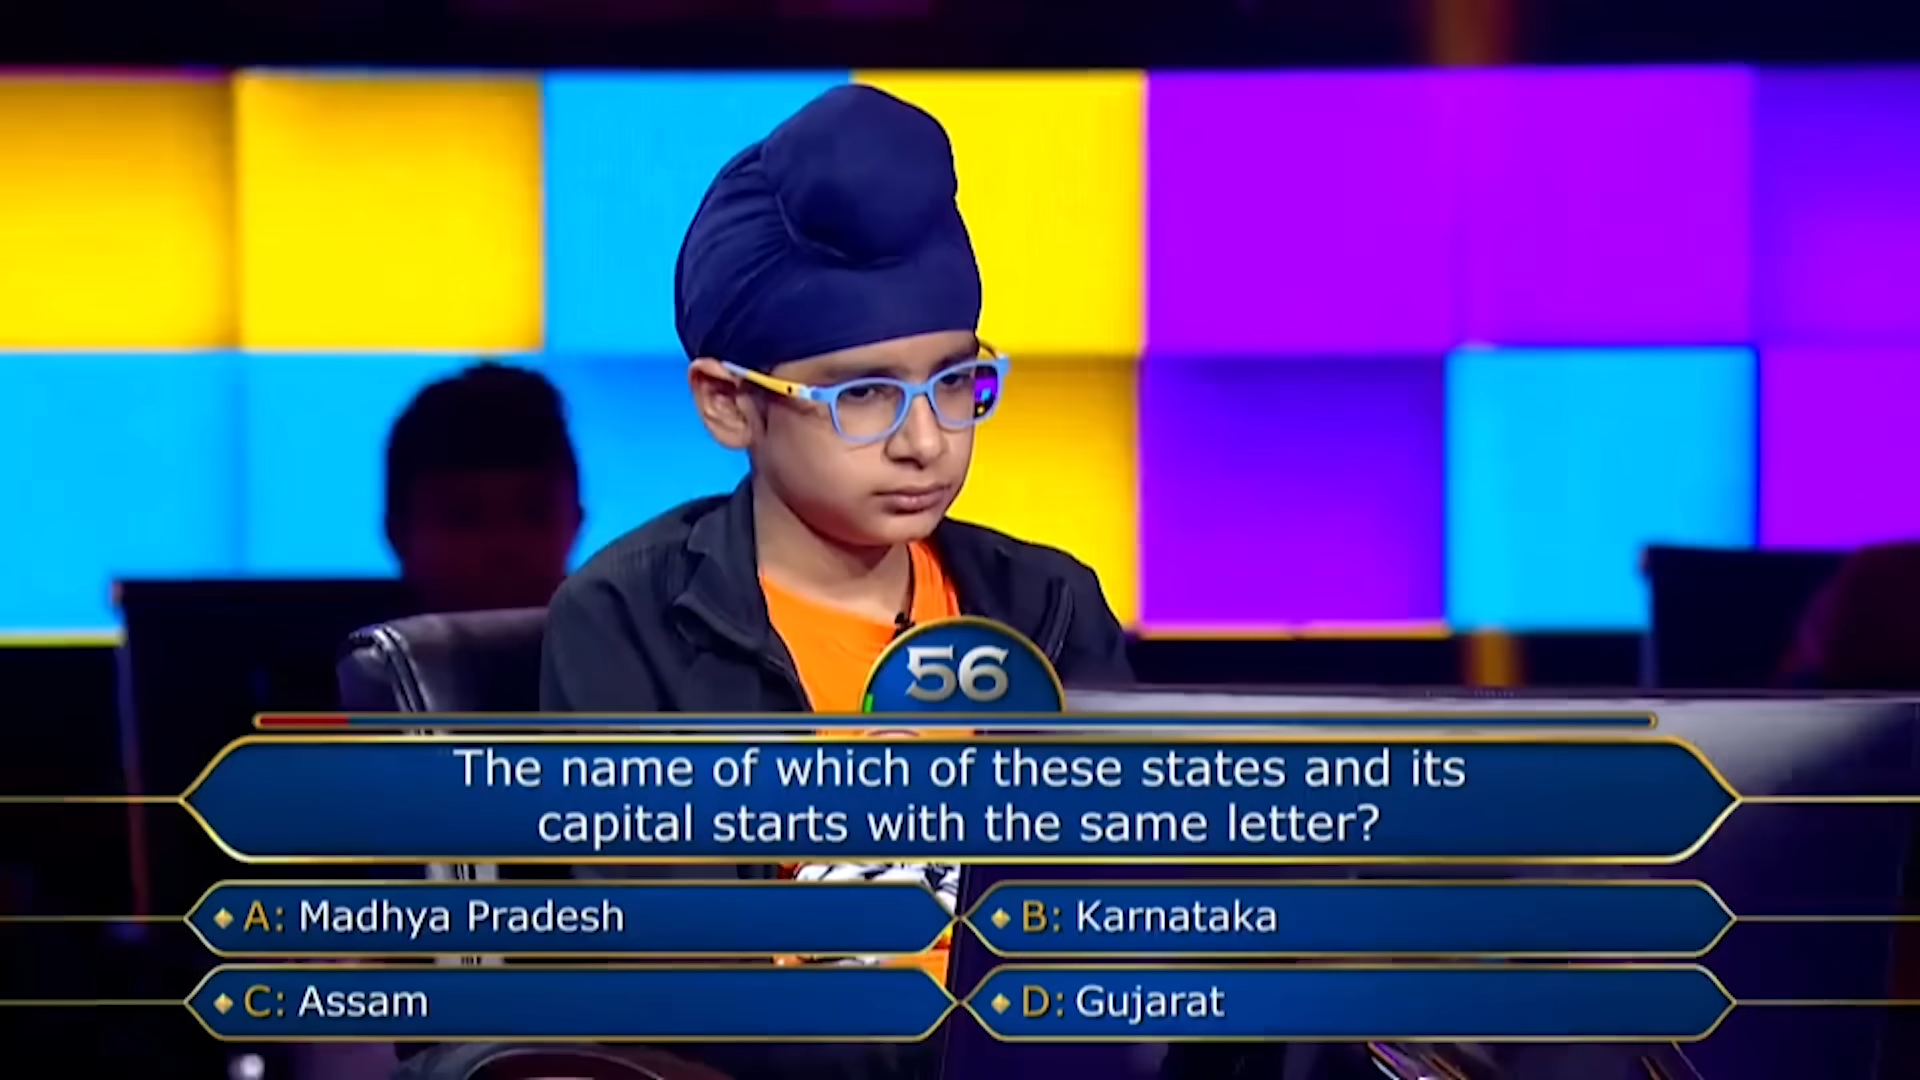 56
The name of which of these states and its
capital starts with the same letter?
A: Madhya Pradesh
B: Karnataka
C: Assam
D: Gujarat